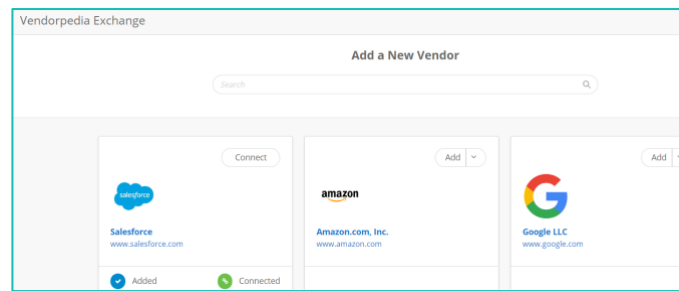 Vendorpedia Exchange
Add a New Vendor
Search
Connect
Add
Add
salesforce
amazon
Salesforce
Amazon.com, Inc.
Google LLC
www.salesforce.com
www.amazon.com
www.google.com
Added
Connected